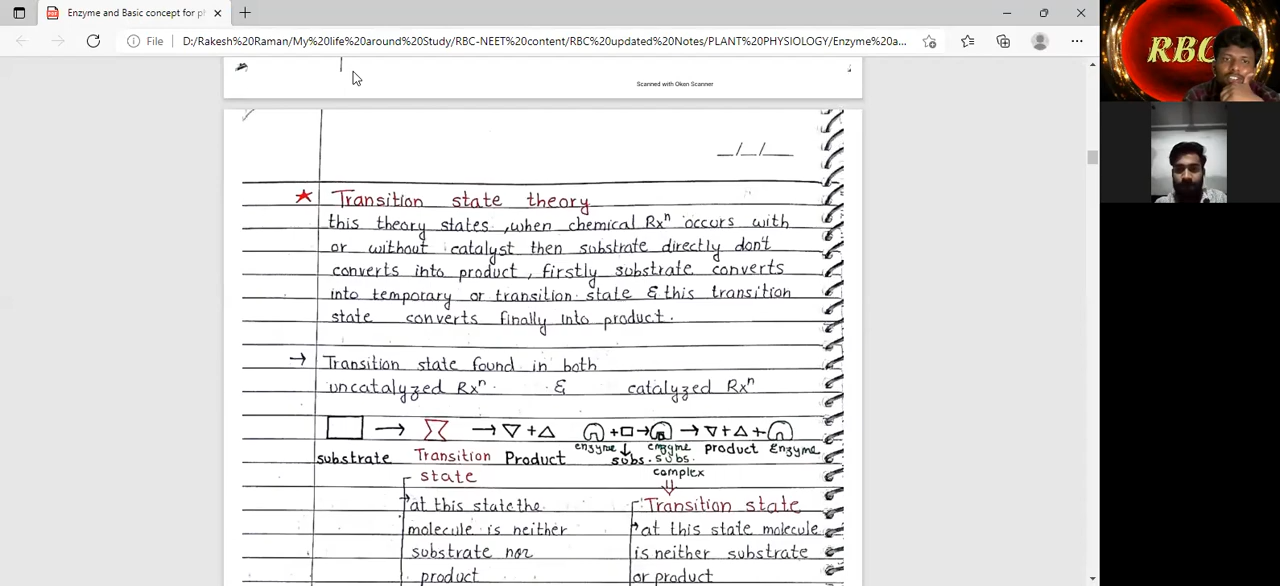 Enzyme and Basic concept for pl
File
D:/Rakesh%20Raman/My%20life%20around%20Study/RBC-NEET%20content/RBC%20updated%20Notes/PLANT%20PHYSIOLOGY/Enzyme%20a...
RBC
Scanned with Oken Scanner
__/__/__
★ Transition state theory
this theory states, when chemical Rxⁿ occurs with
or without catalyst then substrate directly don't
converts into product, firstly substrate converts
into temporary or transition state & this transition
state converts finally into product.
→ Transition state found in both
uncatalyzed Rxⁿ & catalyzed Rxⁿ
□ → → ▽ + △ + □ → → ▽ + △ +
enzyme enzyme product Enzyme
substrate Transition Product subs. subs.
state complex
at this state the Transition state
molecule is neither at this state molecule
substrate nor is neither substrate
product or product